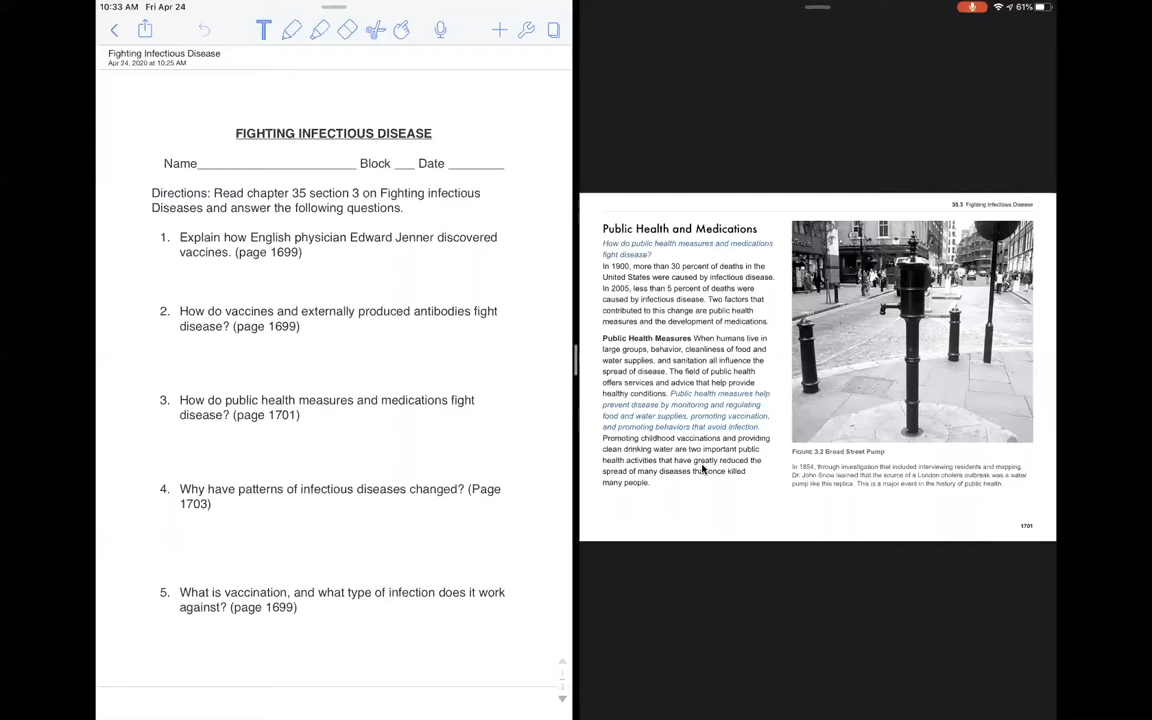 10:33 AM Fri Apr 24
61%
Fighting Infectious Disease
Apr 24, 2020 at 10:25 AM
FIGHTING INFECTIOUS DISEASE
Name____________________ Block ___ Date _______
Directions: Read chapter 35 section 3 on Fighting infectious
Diseases and answer the following questions.
1. Explain how English physician Edward Jenner discovered
vaccines. (page 1699)
2. How do vaccines and externally produced antibodies fight
disease? (page 1699)
3. How do public health measures and medications fight
disease? (page 1701)
4. Why have patterns of infectious diseases changed? (Page
1703)
5. What is vaccination, and what type of infection does it work
against? (page 1699)
35.3 Fighting Infectious Disease
Public Health and Medications
How do public health measures and medications
fight disease?
In 1900, more than 30 percent of deaths in the
United States were caused by infectious disease.
In 2005, less than 5 percent of deaths were
caused by infectious disease. Two factors that
contributed to this change are public health
measures and the development of medications.
Public Health Measures When humans live in
large groups, behavior, cleanliness of food and
water supplies, and sanitation all influence the
spread of disease. The field of public health
offers services and advice that help provide
healthy conditions. Public health measures help
prevent disease by monitoring and regulating
food and water supplies, promoting vaccination,
and promoting behaviors that avoid infection.
Promoting childhood vaccinations and providing
clean drinking water are two important public
health activities that have greatly reduced the
spread of many diseases that once killed
many people.
FIGURE 3.2 Broad Street Pump
In 1854, through investigation that included interviewing residents and mapping,
Dr. John Snow learned that the source of a London cholera outbreak was a water
pump like this replica. This is a major event in the history of public health.
1701